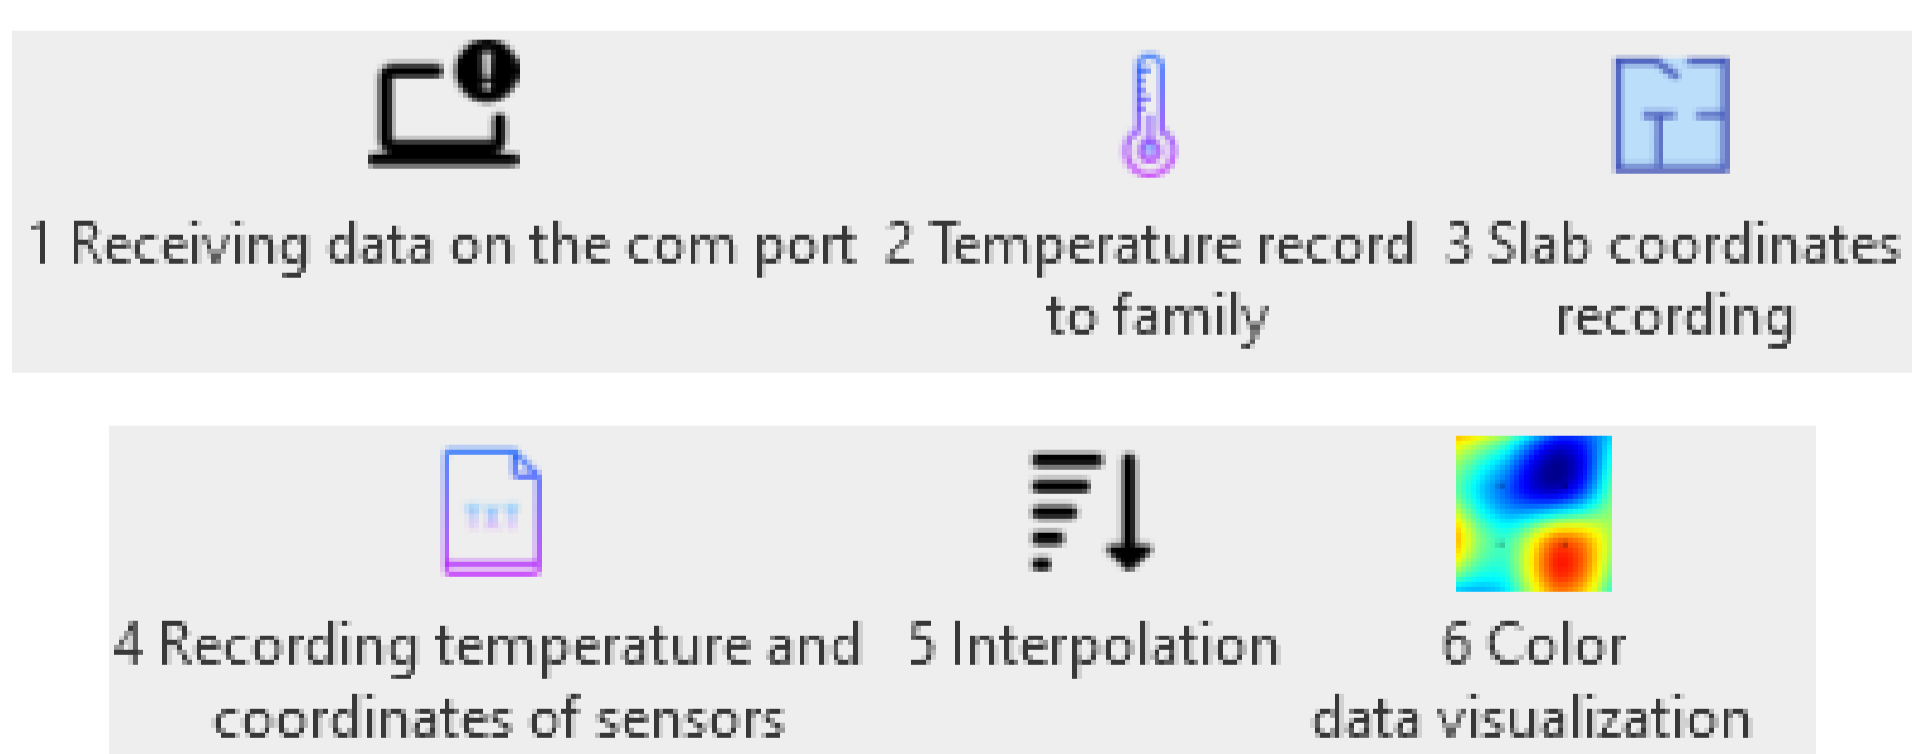 1 Receiving data on the com port
2 Temperature record
to family
3 Slab coordinates
recording
TXT
4 Recording temperature and
coordinates of sensors
5 Interpolation
6 Color
data visualization